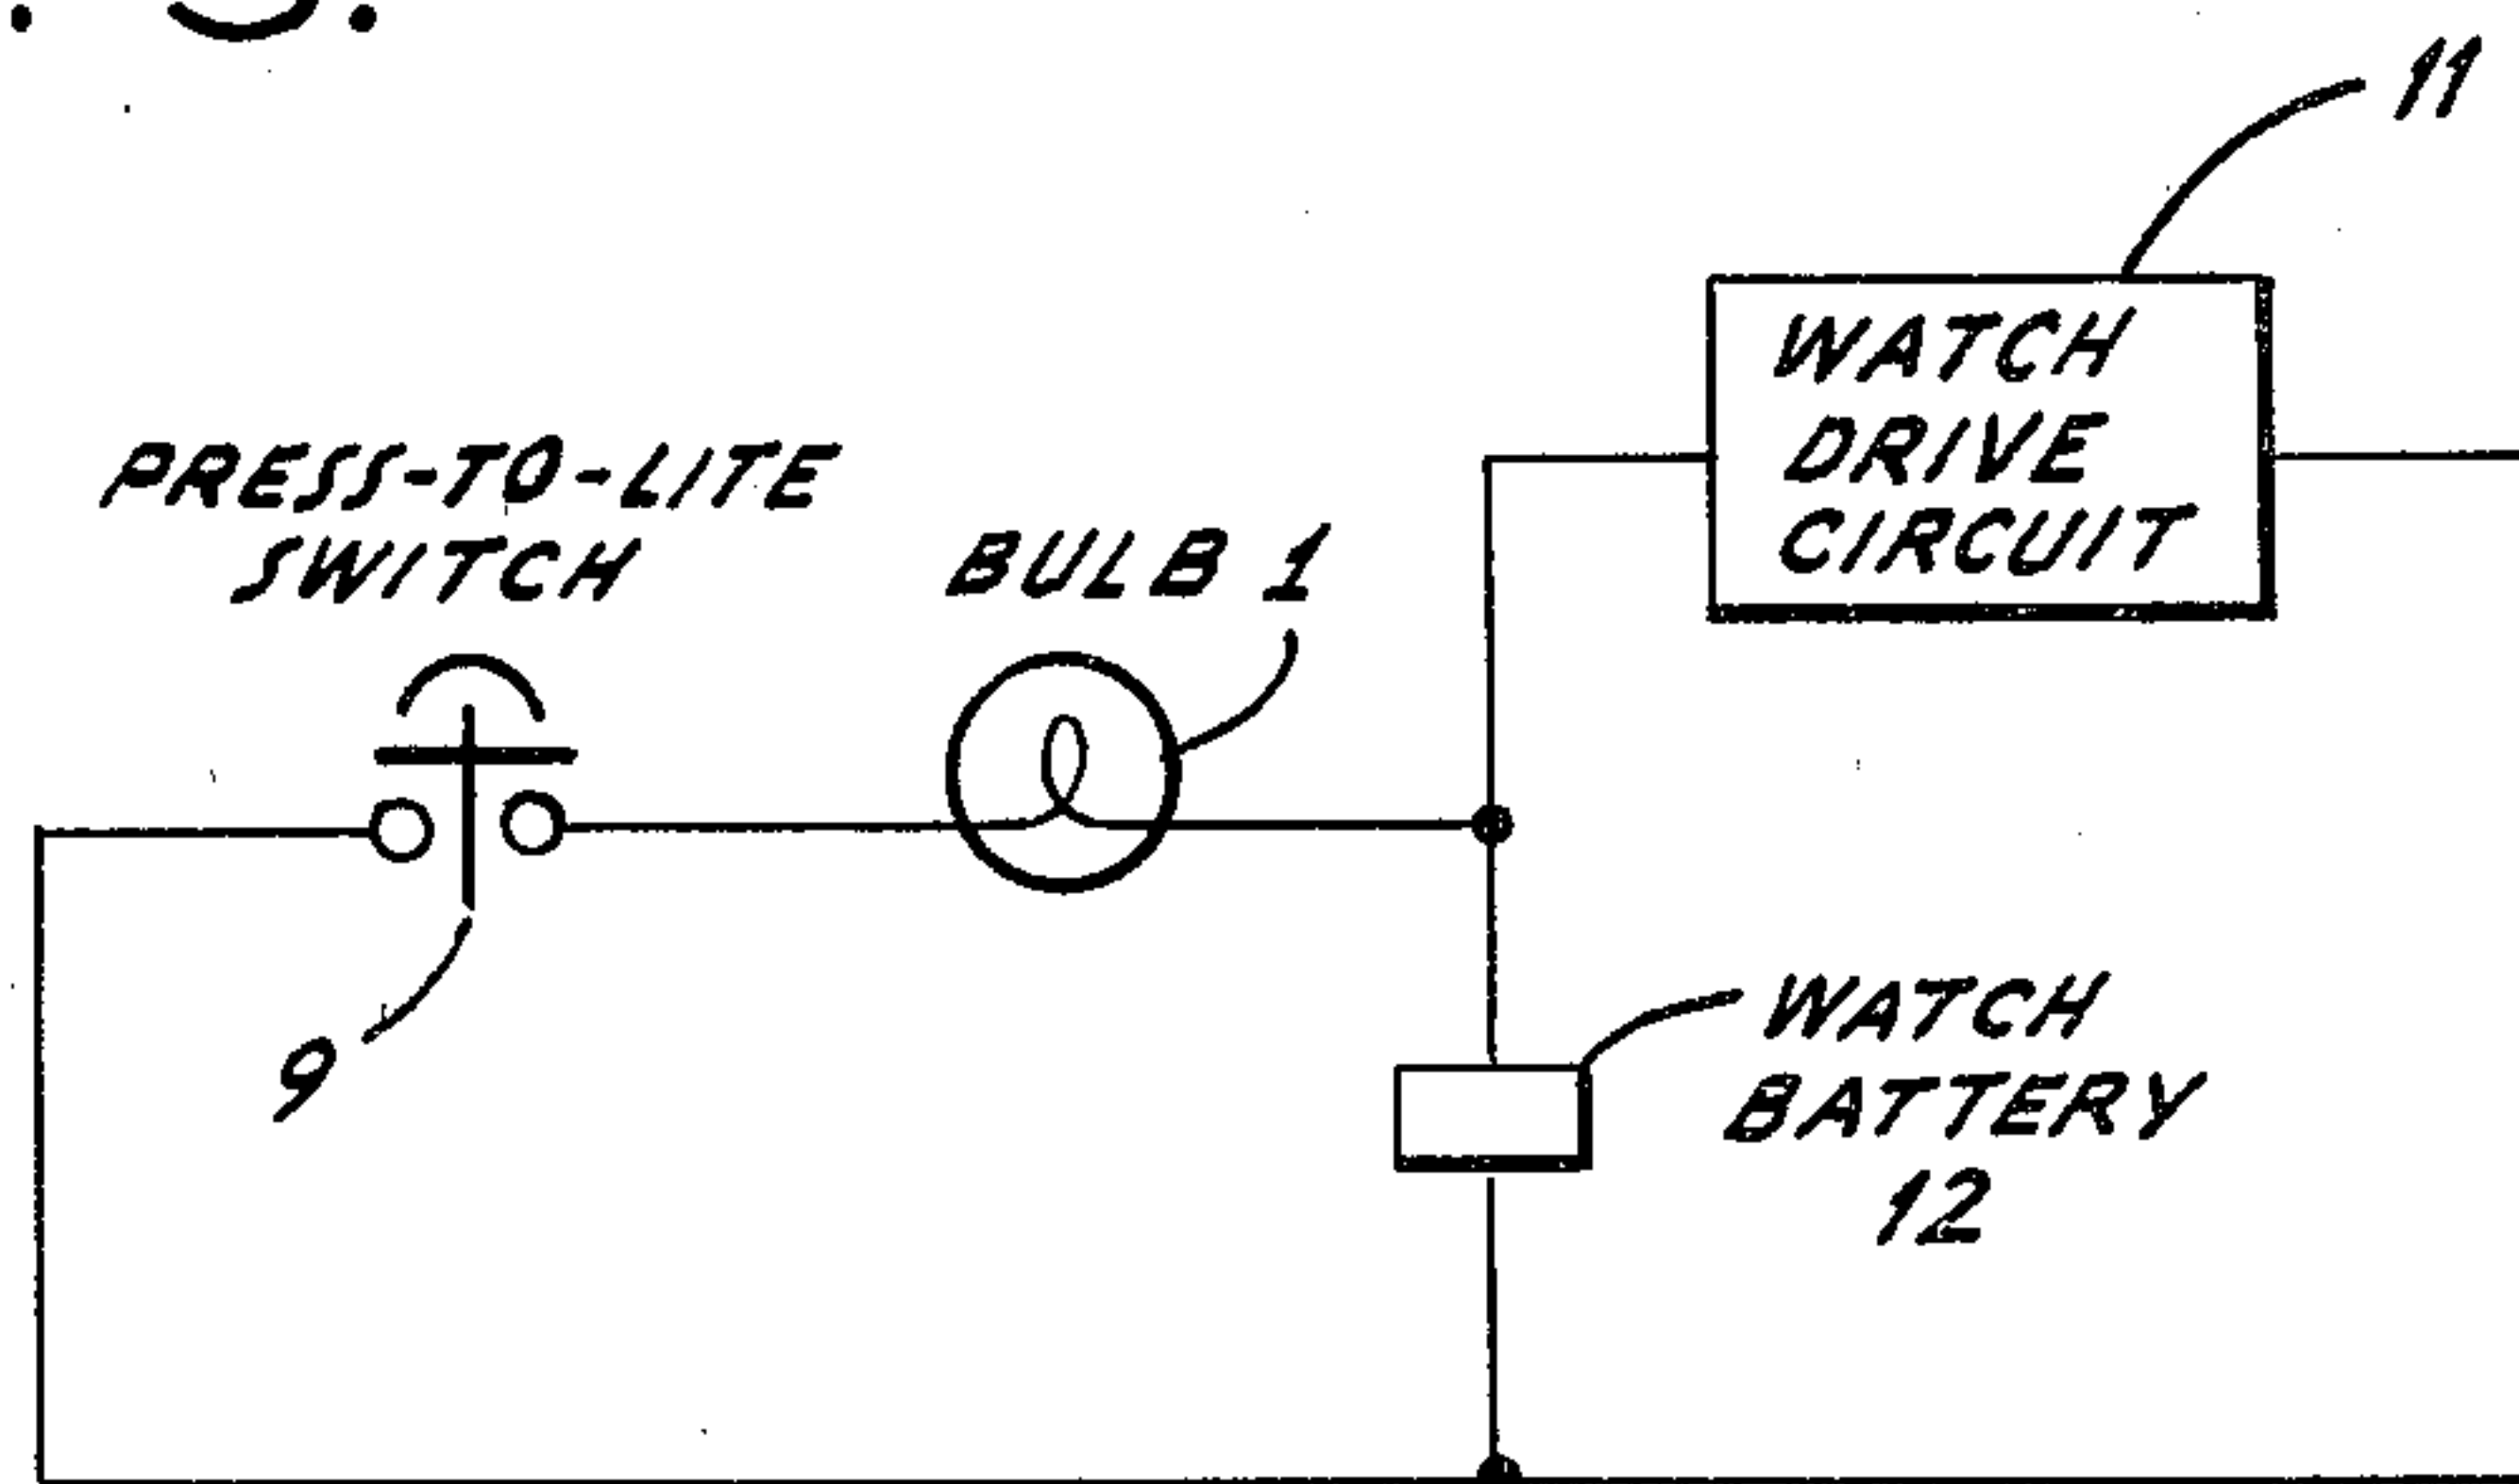 11
WATCH
DRIVE
CIRCUIT
PRESS-TO-LITE
SWITCH
BULB 1
9
WATCH
BATTERY
12